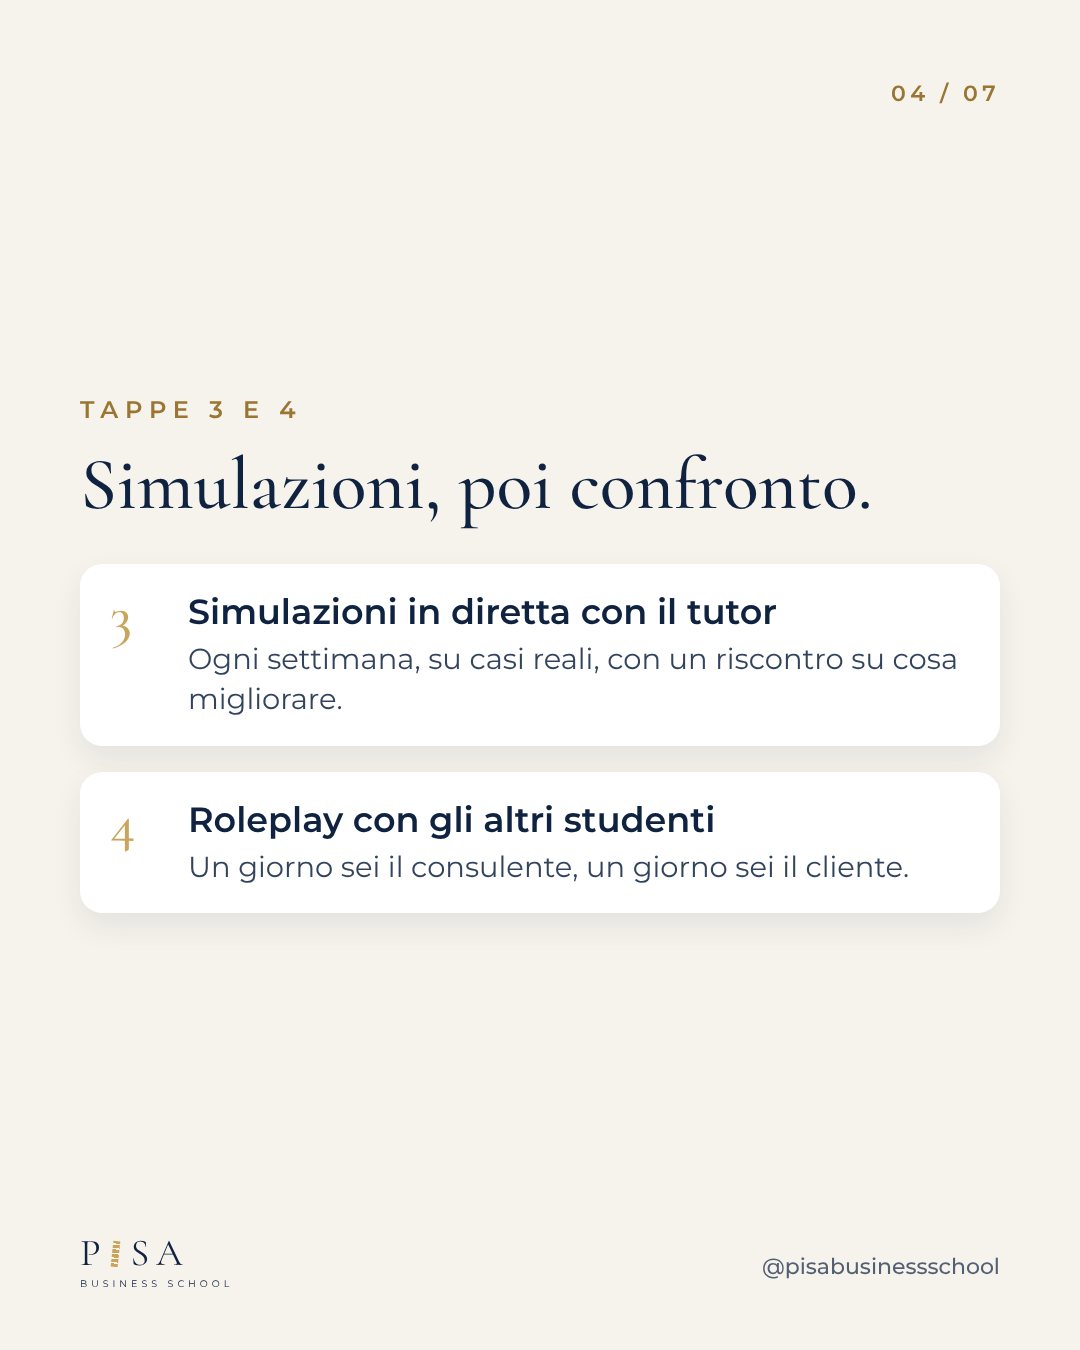 04 / 07
TAPPE 3 E 4
Simulazioni, poi confronto.
3
Simulazioni in diretta con il tutor
Ogni settimana, su casi reali, con un riscontro su cosa
migliorare.
4
Roleplay con gli altri studenti
Un giorno sei il consulente, un giorno sei il cliente.
PISA
BUSINESS SCHOOL
@pisabusinessschool